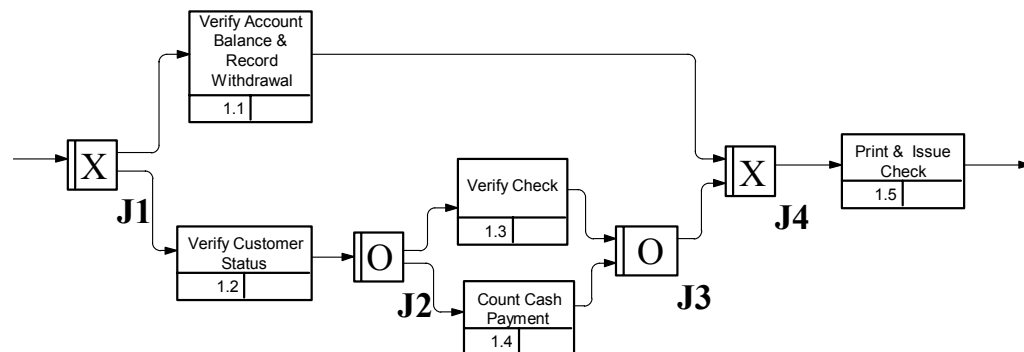 Verify Account
Balance &
Record
Withdrawal
1.1
X
J1
Verify Customer
Status
1.2
O
J2
Verify Check
1.3
Count Cash
Payment
1.4
O
J3
X
J4
Print & Issue
Check
1.5